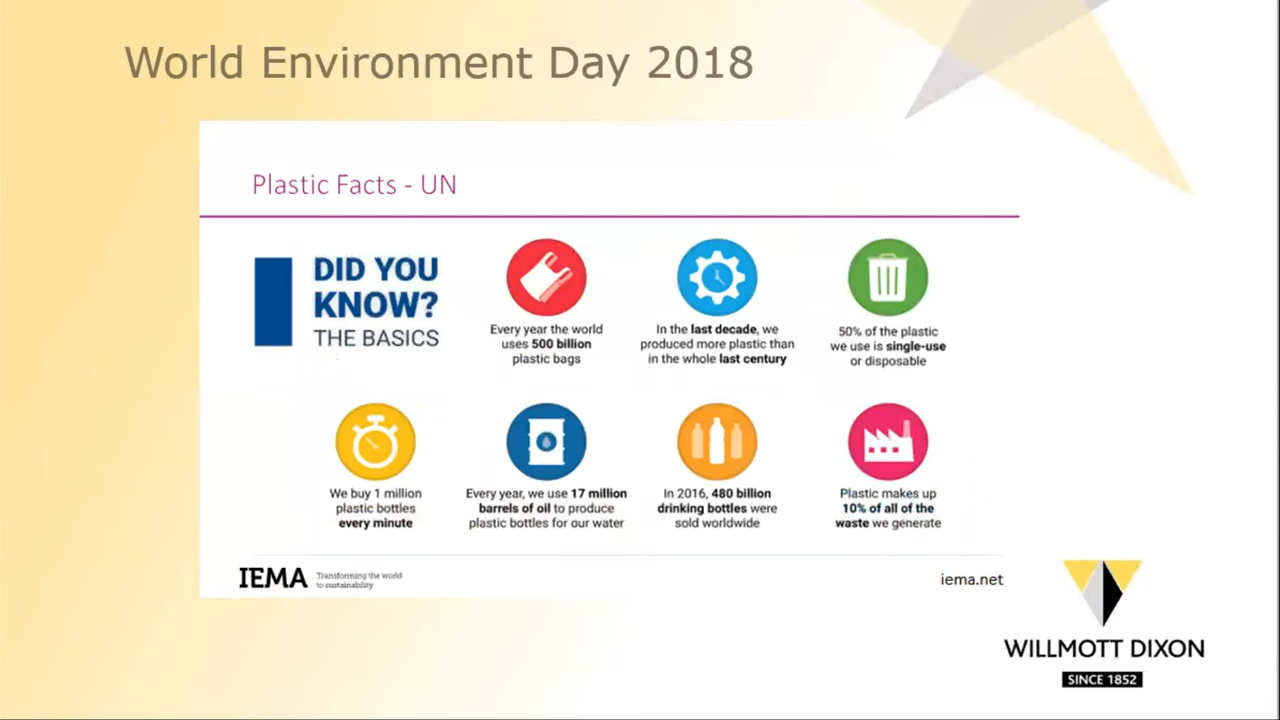 World Environment Day 2018
Plastic Facts - UN
DID YOU
KNOW?
THE BASICS
Every year the world
uses 500 billion
plastic bags
In the last decade, we
produced more plastic than
in the whole last century
50% of the plastic
we use is single-use
or disposable
We buy 1 million
plastic bottles
every minute
Every year, we use 17 million
barrels of oil to produce
plastic bottles for our water
In 2016, 480 billion
drinking bottles were
sold worldwide
Plastic makes up
10% of all of the
waste we generate
IEMA
Transforming the world
to sustainability
iema.net
WILLMOTT DIXON
SINCE 1852